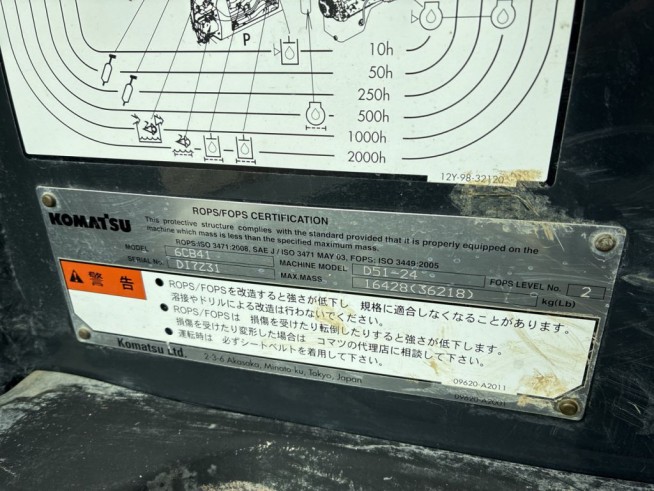 P
10h
50h
250h
500h
1000h
2000h
12Y-98-32120
KOMATSU
ROPS/FOPS CERTIFICATION
This protective structure complies with the standard provided that it is properly equipped on the
machine which mass is less than the specified maximum mass.
ROPS:ISO 3471:2008, SAE J / ISO 3471 MAY 03, FOPS:ISO 3449:2005
MODEL 6CB41 MACHINE MODEL D51-24 FOPS LEVEL No. 2
SERIAL No. D17231 MAX.MASS 16428(36218) kg(Lb)
警告
● ROPS/FOPSを改造すると強さが低下し 規格に適合しなくなることがあります。
溶接やドリルによる改造は行わないでください。
● ROPS/FOPSは 損傷を受けたり転倒したりすると強さが低下します。
損傷を受けたり変形した場合は コマツの代理店に相談して下さい。
● 運転時は 必ずシートベルトを着用して下さい。
09620-A2011
Komatsu Ltd.
2-3-6 Akasaka, Minato ku, Tokyo, Japan
09620-A2001